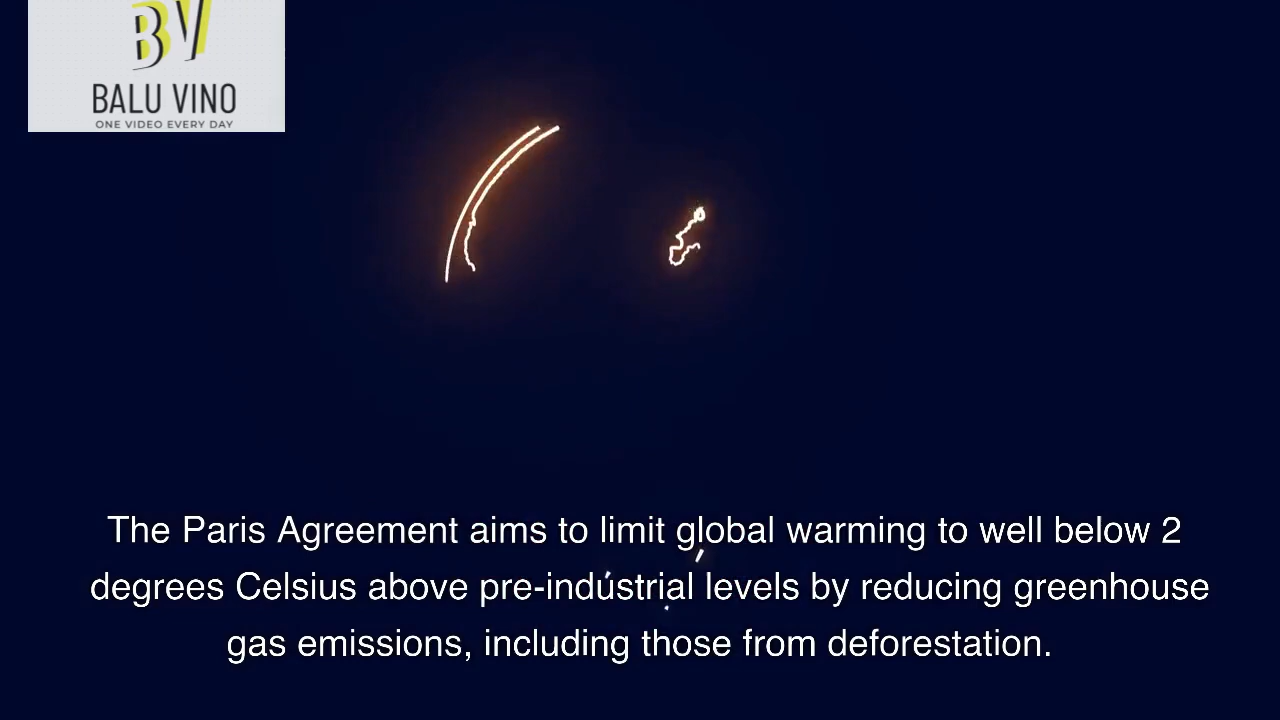 BV
BALU VINO
ONE VIDEO EVERY DAY
The Paris Agreement aims to limit global warming to well below 2
degrees Celsius above pre-industrial levels by reducing greenhouse
gas emissions, including those from deforestation.